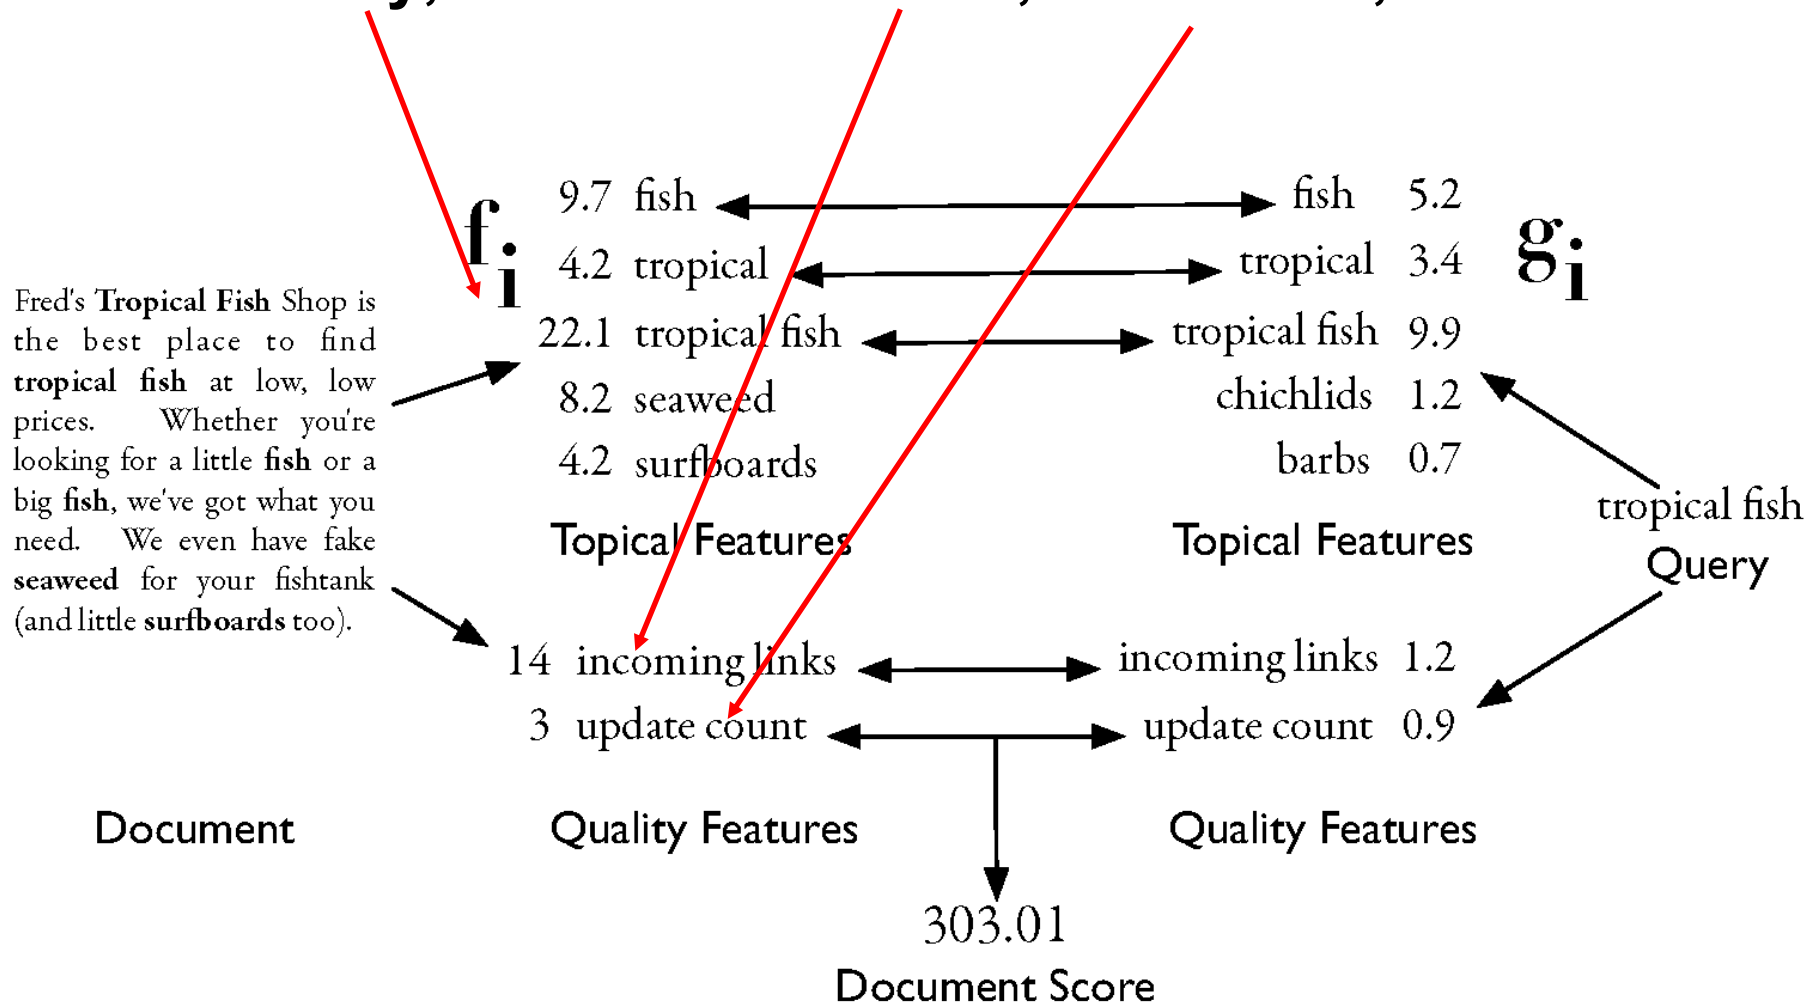 fi
9.7 fish
4.2 tropical
22.1 tropical fish
8.2 seaweed
4.2 surfboards
Topical Features
fish 5.2
tropical 3.4
tropical fish 9.9
chichlids 1.2
barbs 0.7
Topical Features
gi
Fred's Tropical Fish Shop is
the best place to find
tropical fish at low, low
prices. Whether you're
looking for a little fish or a
big fish, we've got what you
need. We even have fake
seaweed for your fishtank
(and little surfboards too).
tropical fish
Query
14 incoming links
3 update count
incoming links 1.2
update count 0.9
Document
Quality Features
Quality Features
303.01
Document Score